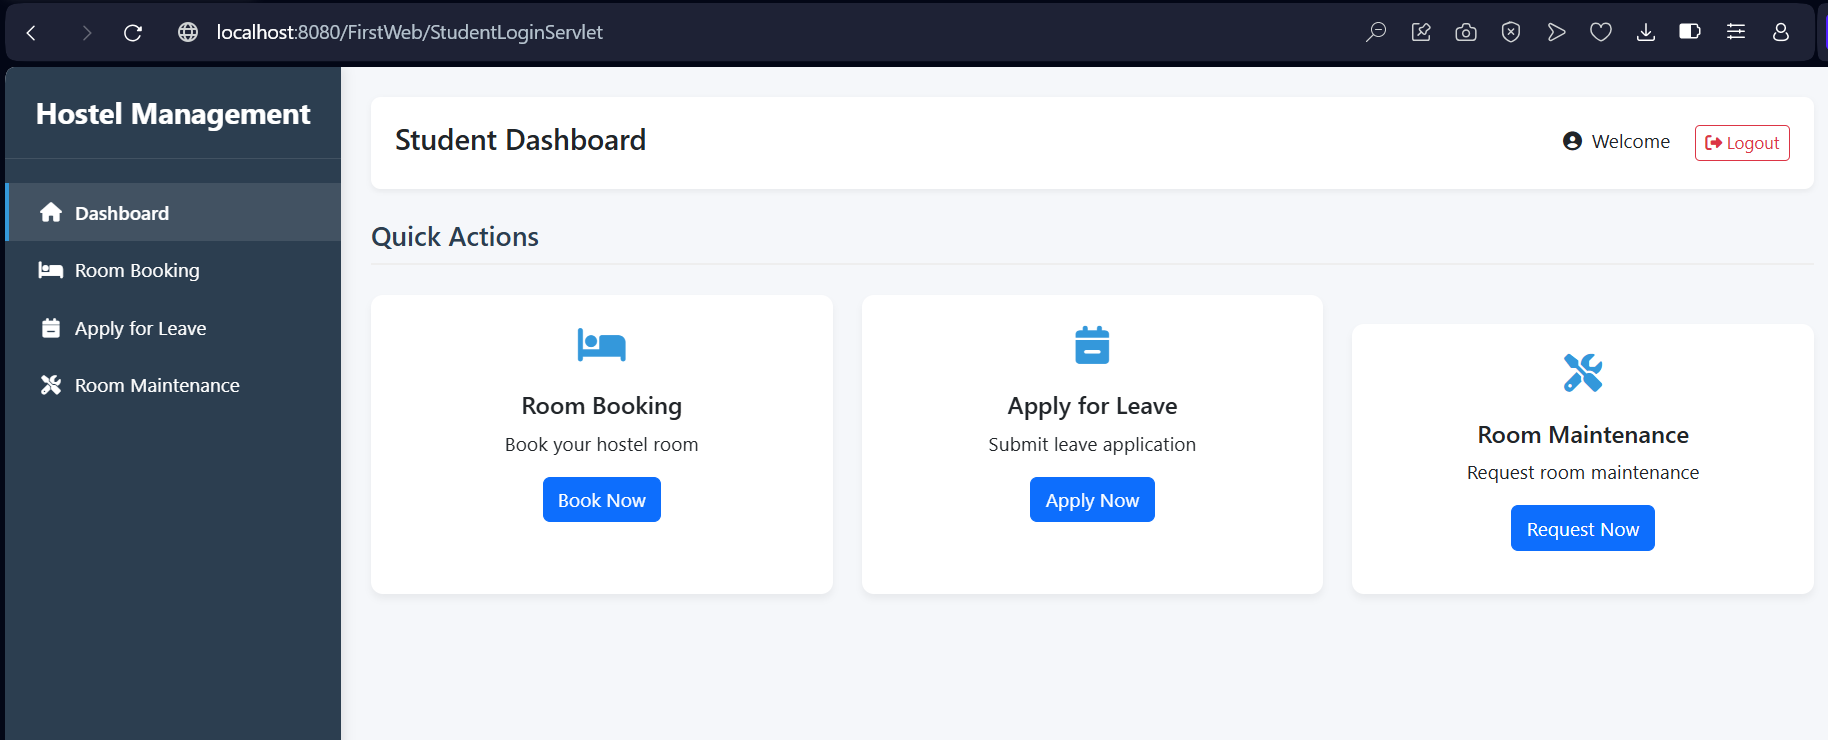 localhost:8080/FirstWeb/StudentLoginServlet
Hostel Management
Dashboard
Room Booking
Apply for Leave
Room Maintenance
Student Dashboard
Welcome
Logout
Quick Actions
Room Booking
Book your hostel room
Book Now
Apply for Leave
Submit leave application
Apply Now
Room Maintenance
Request room maintenance
Request Now